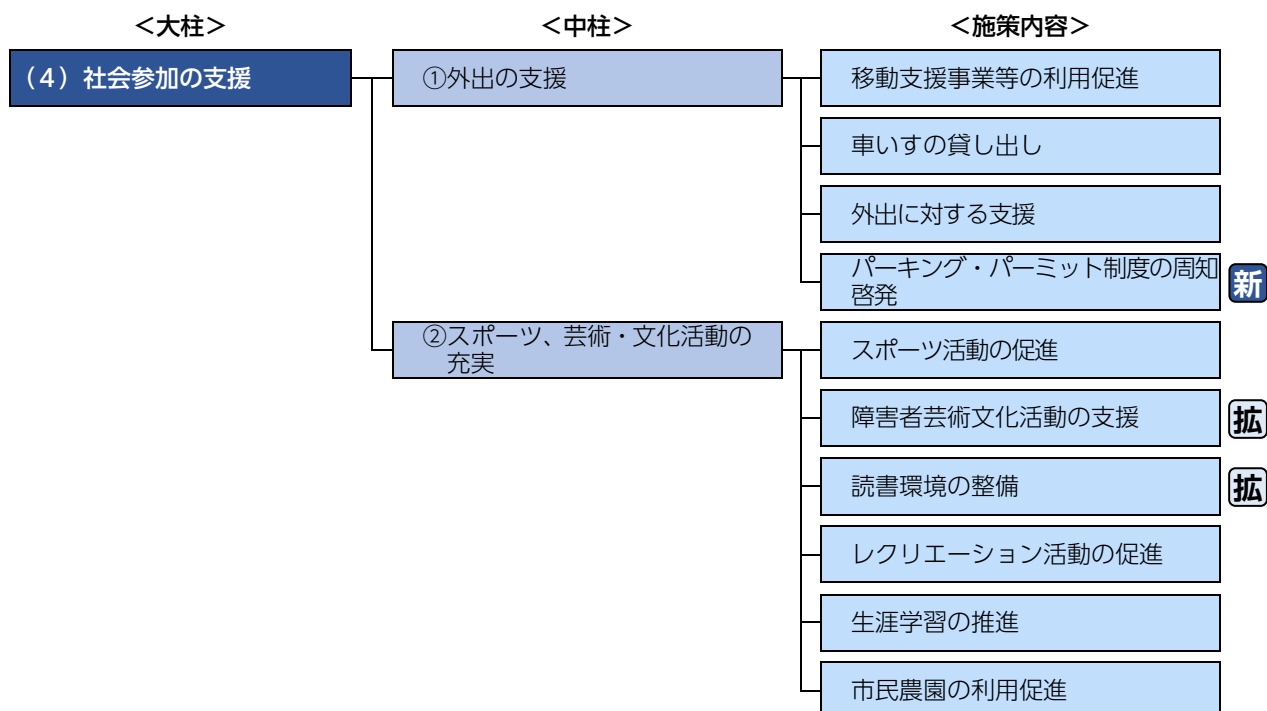 ＜大柱＞
＜中柱＞
＜施策内容＞
（４）社会参加の支援
①外出の支援
移動支援事業等の利用促進
車いすの貸し出し
外出に対する支援
パーキング・パーミット制度の周知
啓発
新
②スポーツ、芸術・文化活動の
充実
スポーツ活動の促進
障害者芸術文化活動の支援
拡
読書環境の整備
拡
レクリエーション活動の促進
生涯学習の推進
市民農園の利用促進